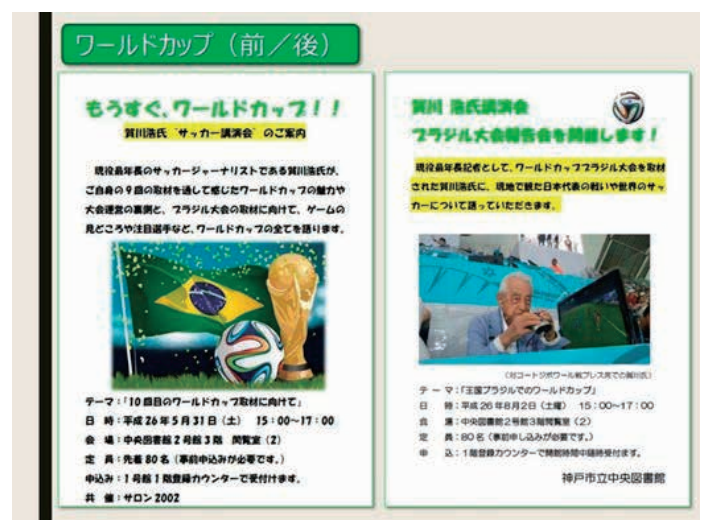 ワールドカップ（前／後）
もうすぐ、ワールドカップ！！
賀川浩氏 “サッカー講演会” のご案内
現役最年長のサッカージャーナリストである賀川浩氏が、
ご自身の９回の取材を通して感じたワールドカップの魅力や
大会運営の裏側と、ブラジル大会の取材に向けて、ゲームの
見どころや注目選手など、ワールドカップの全てを語ります。
テーマ：「10回目のワールドカップ取材に向けて」
日　時：平成26年５月31日（土）　15：00～17：00
会　場：中央図書館２号館３階　閲覧室（2）
定　員：先着80名（事前申込みが必要です。）
申込み：１号館１階登録カウンターで受付けます。
共　催：サロン2002
賀川 浩氏講演会
ブラジル大会報告会を開催します！
現役最年長記者として、ワールドカップブラジル大会を取材
された賀川浩氏に、現地で観た日本代表の戦いや世界のサッ
カーについて語っていただきます。
（対コートジボワール戦プレス席での賀川氏）
テ　ー　マ：「王国ブラジルでのワールドカップ」
日　　　時：平成26年８月２日（土曜）　15：00～17：00
会　　　場：中央図書館２号館３階閲覧室（2）
定　　　員：80名（事前申し込みが必要です。）
申　　　込：１階登録カウンターで開館時間中随時受付ます。
神戸市立中央図書館